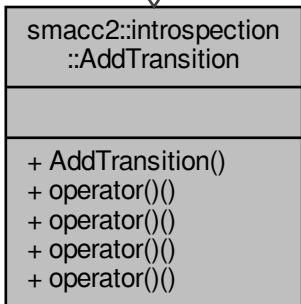 smacc2::introspection
::AddTransition
+ AddTransition()
+ operator()()
+ operator()()
+ operator()()
+ operator()()